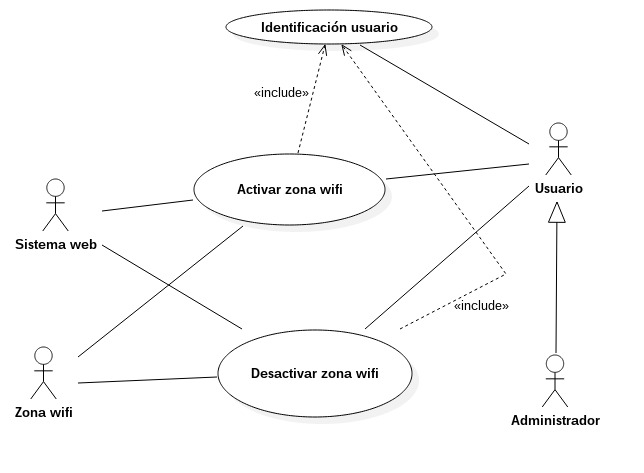 Identificación usuario
«include»
Activar zona wifi
Usuario
Sistema web
«include»
Desactivar zona wifi
Zona wifi
Administrador